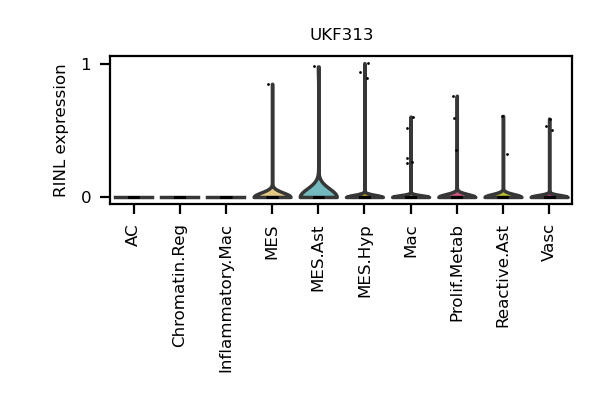 UKF313
RINL expression
1
0
AC
Chromatin.Reg
Inflammatory.Mac
MES
MES.Ast
MES.Hyp
Mac
Prolif.Metab
Reactive.Ast
Vasc